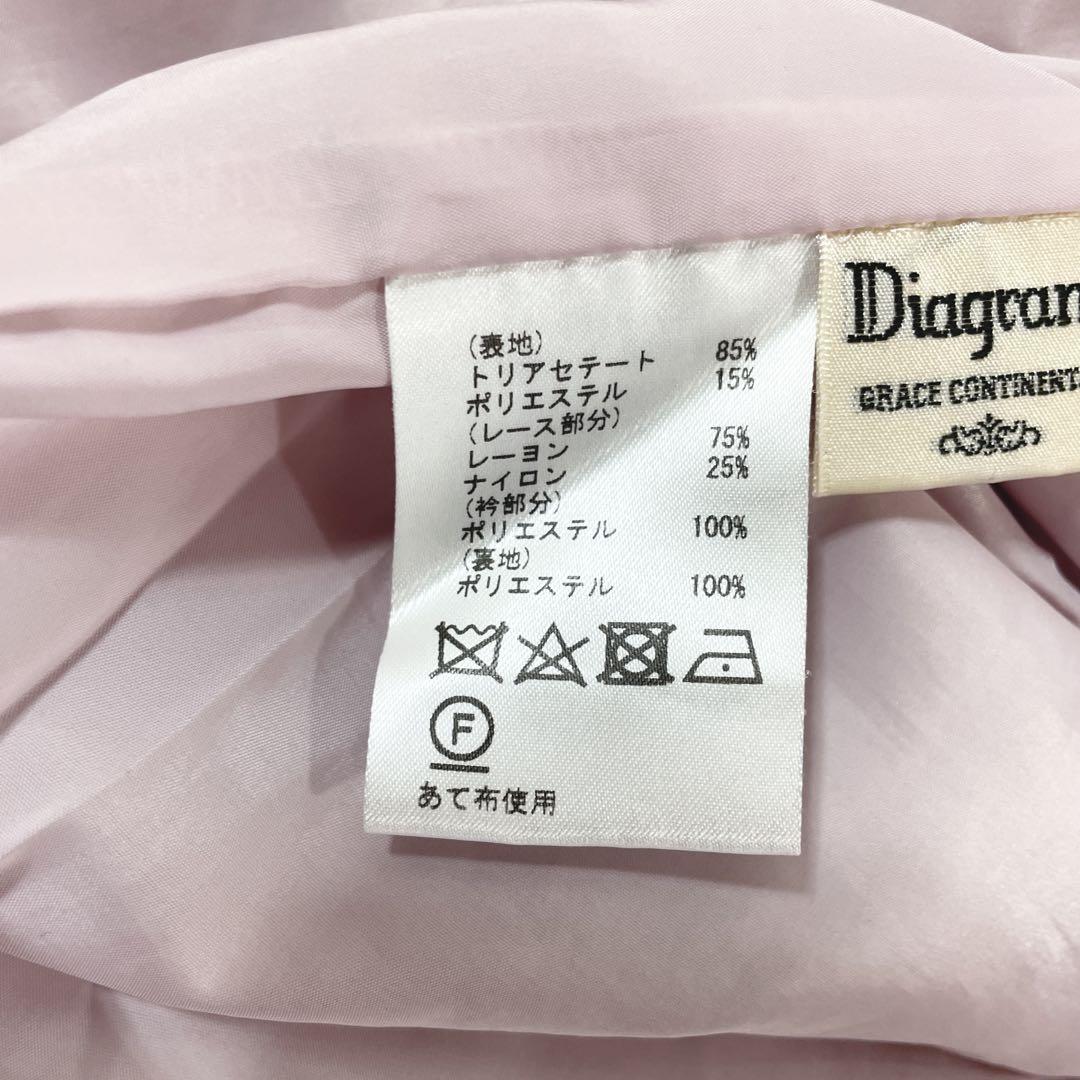 (表地)
トリアセテート 85%
ポリエステル 15%
(レース部分)
レーヨン 75%
ナイロン 25%
(衿部分)
ポリエステル 100%
(裏地)
ポリエステル 100%
F
あて布使用
Diagram
GRACE CONTINENT